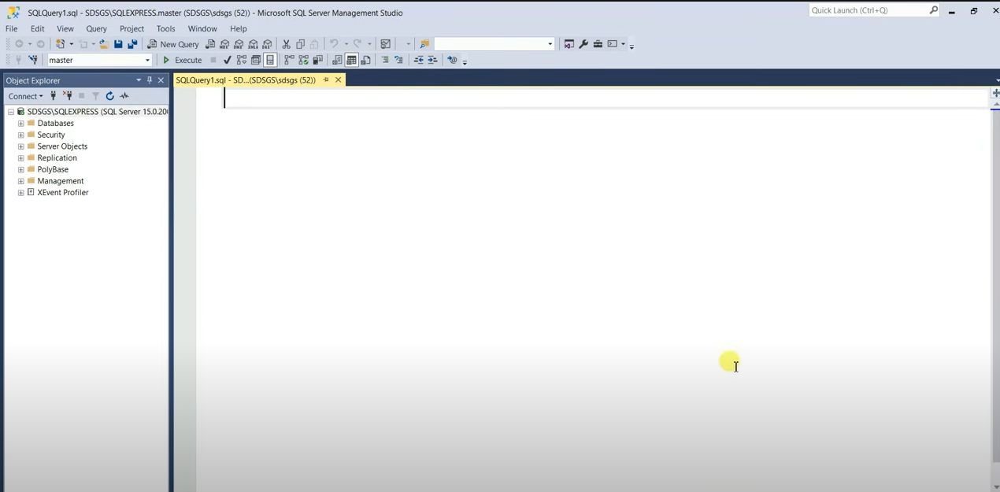 SQLQuery1.sql - SDSGS\SQLEXPRESS.master (SDSGS\sdsgs (52)) - Microsoft SQL Server Management Studio
Quick Launch (Ctrl+Q)
File Edit View Query Project Tools Window Help
New Query
master
Execute
Object Explorer
SQLQuery1.sql - SD...(SDSGS\sdsgs (52))
Connect
SDSGS\SQLEXPRESS (SQL Server 15.0.200
Databases
Security
Server Objects
Replication
PolyBase
Management
XEvent Profiler